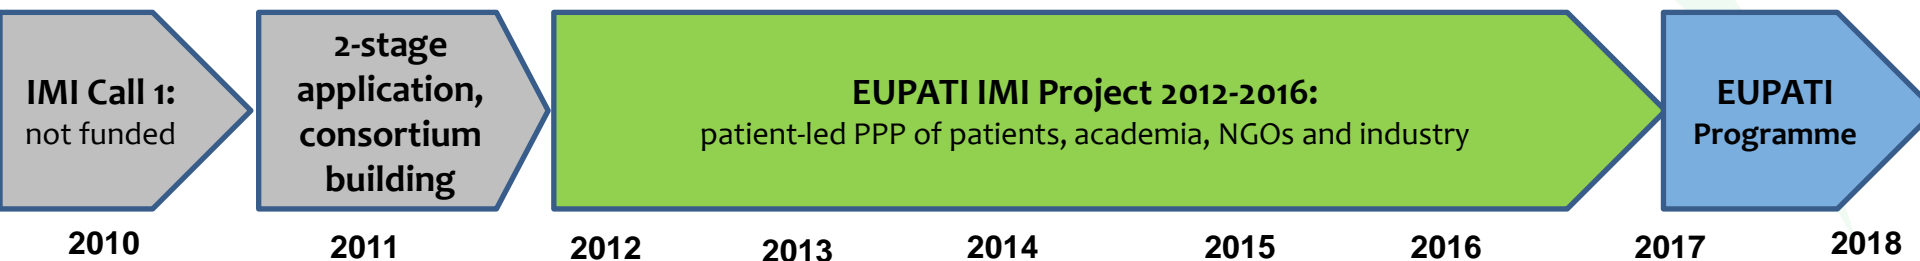 IMI Call 1:
not funded
2-stage
application,
consortium
building
EUPATI IMI Project 2012-2016:
patient-led PPP of patients, academia, NGOs and industry
EUPATI
Programme
2010
2011
2012
2013
2014
2015
2016
2017
2018